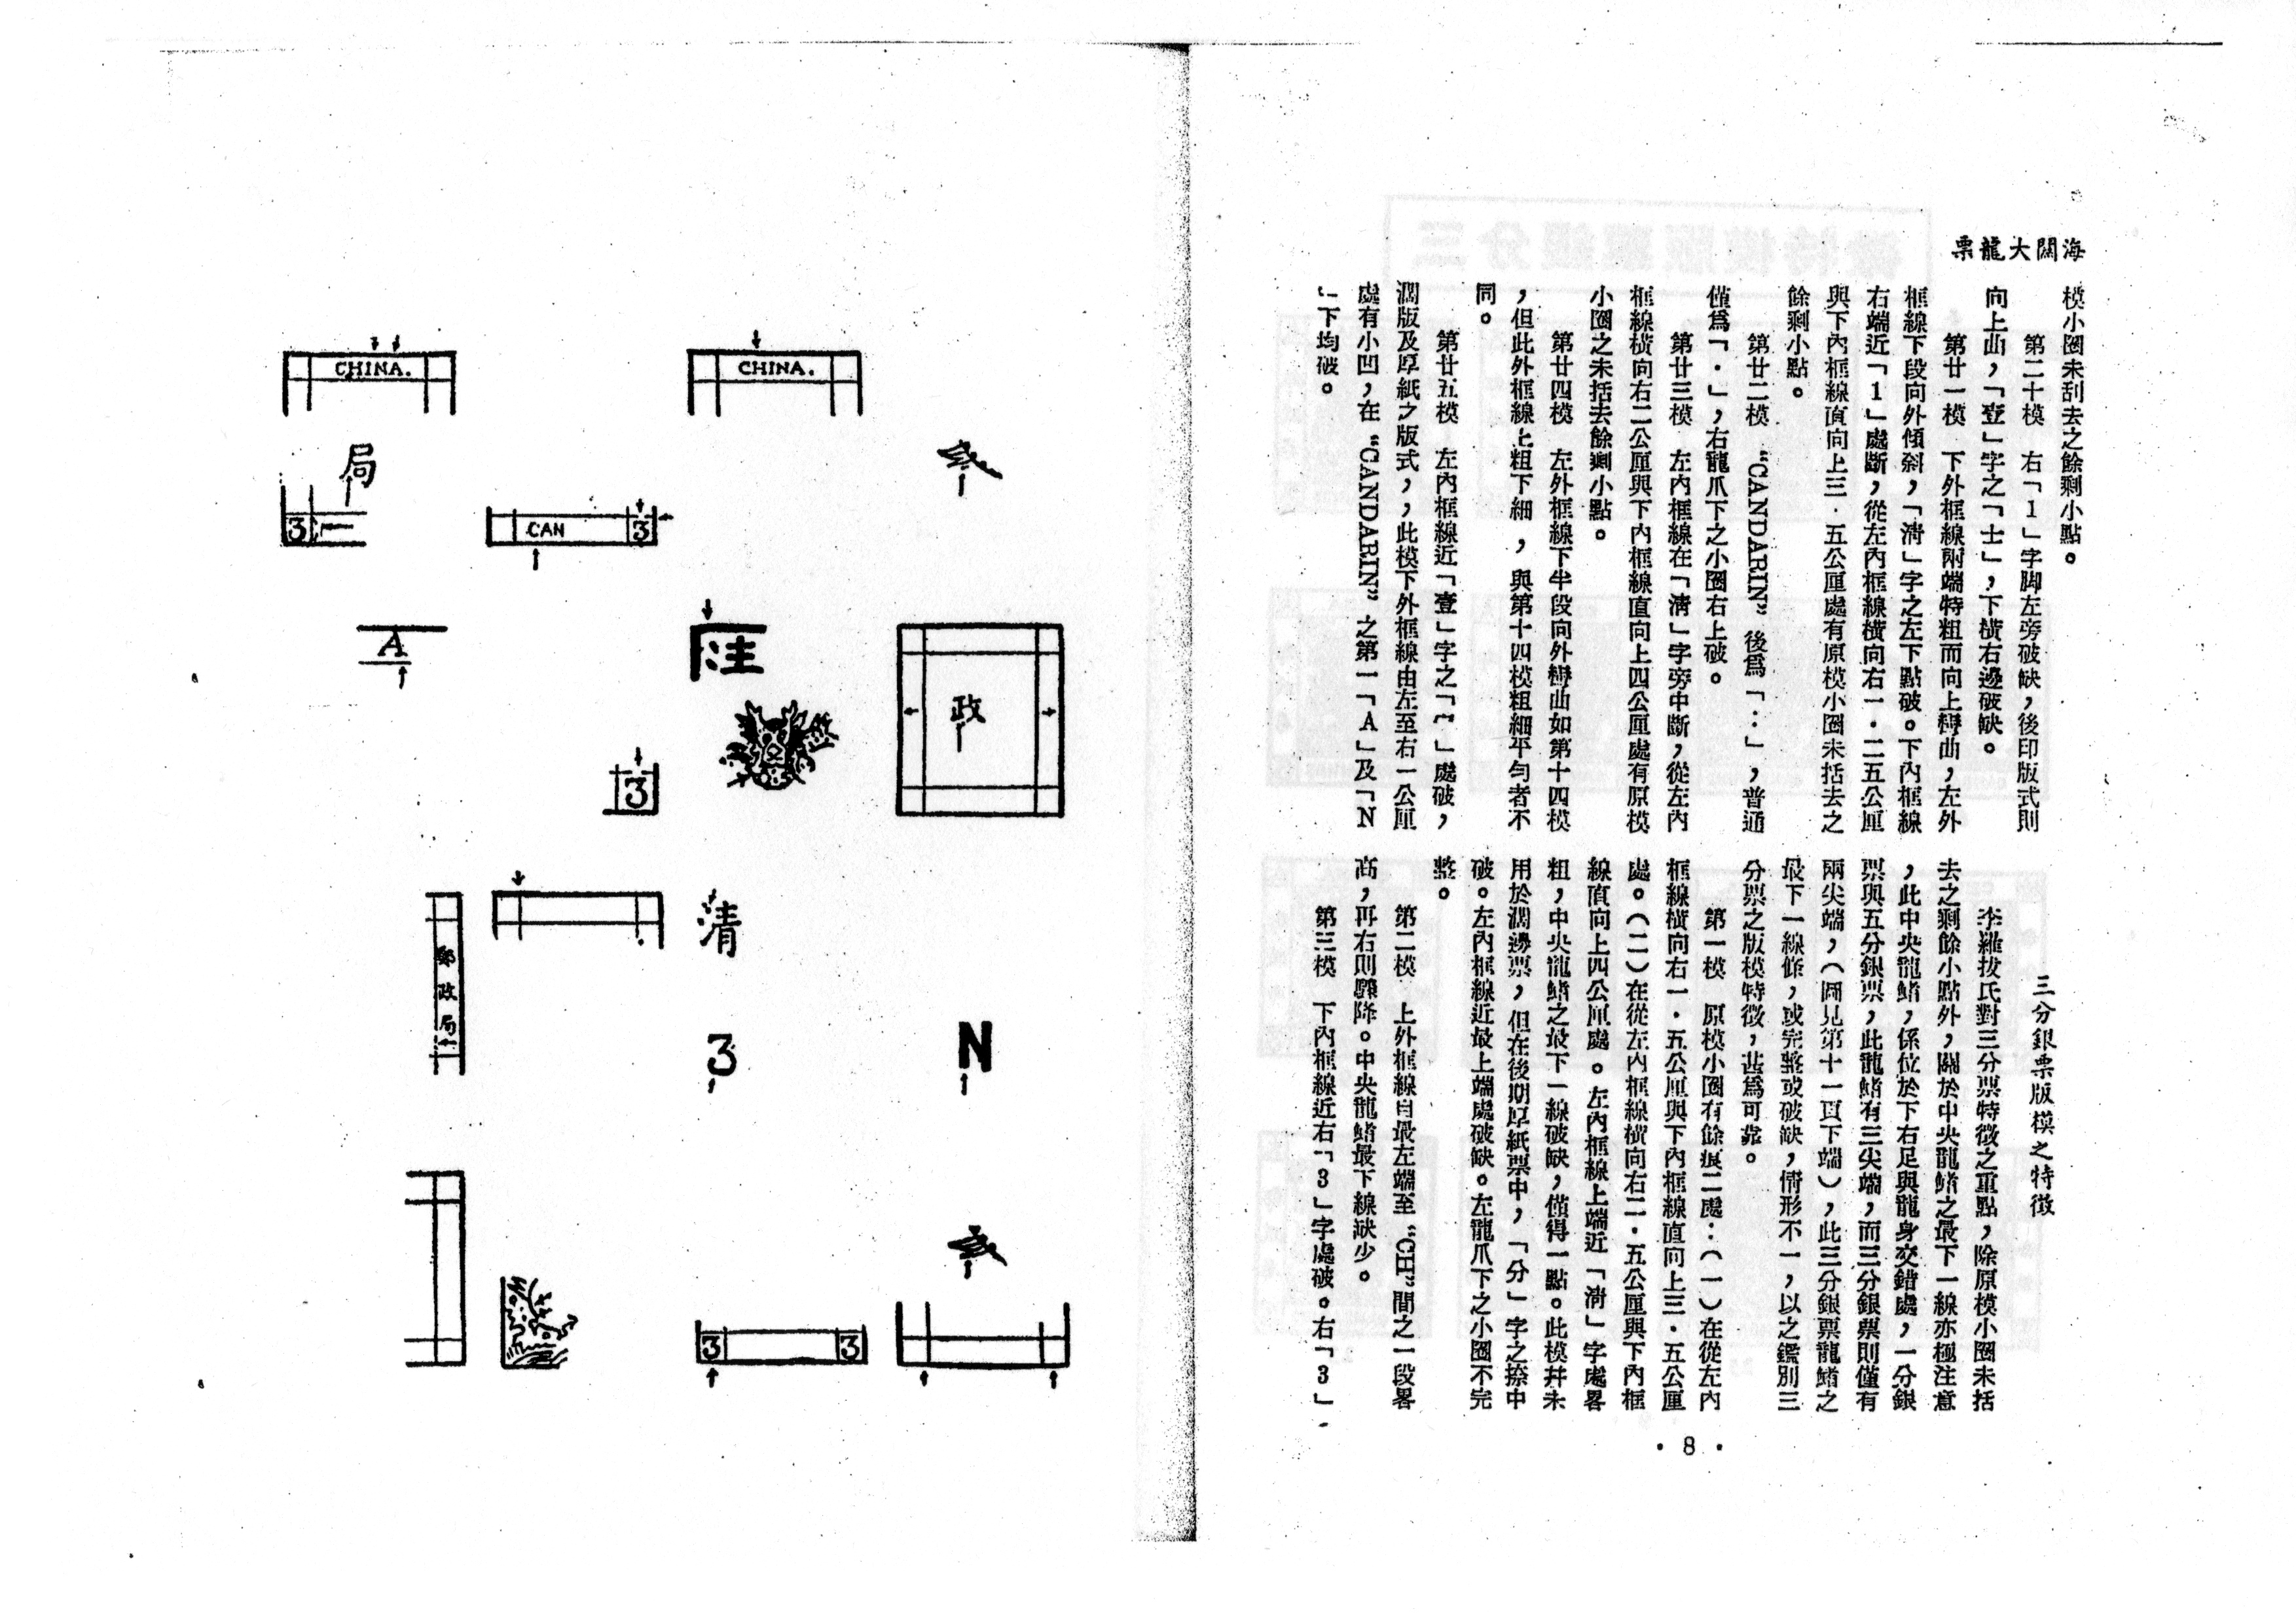 海關大龍票
模小圈未刮去之餘剩小點。
第二十模　右「1」字脚左旁破缺，後印版式則
向上曲，「壹」字之「士」，下橫右邊破缺。
第廿一模　下外框線兩端特粗而向上彎曲，左外
框線下段向外傾斜，「淸」字之左下點破。下內框線
右端近「1」處斷，從左內框線橫向右一．二五公厘
與下內框線直向上三．五公厘處有原模小圈未括去之
餘剩小點。
第廿二模　“CANDARIN”後爲「：」，普通
僅爲「．」，右龍爪下之小圈右上破。
第廿三模　左內框線在「淸」字旁中斷，從左內
框線橫向右二公厘與下內框線直向上四公厘處有原模
小圈之未括去餘剩小點。
第廿四模　左外框線下半段向外彎曲如第十四模
，但此外框線上粗下細，與第十四模粗細平勻者不
同。
第廿五模　左內框線近「壹」字之「冖」處破，
濶版及厚紙之版式，，此模下外框線由左至右一公厘
處有小凹，在“CANDARIN”之第一「A」及「N
」下均破。
三分銀票版模之特徵
李羅拔氏對三分票特徵之重點，除原模小圈未括
去之剩餘小點外，關於中央龍鰭之最下一線亦極注意
，此中央龍鰭，係位於下右足與龍身交錯處，一分銀
票與五分銀票，此龍鰭有三尖端，而三分銀票則僅有
兩尖端，（圖見第十一頁下端），此三分銀票龍鰭之
最下一線條，或完整或破缺，情形不一，以之鑑別三
分票之版模特徵，甚爲可靠。
第一模　原模小圈有餘痕二處：（一）在從左內
框線橫向右一．五公厘與下內框線直向上三．五公厘
處。（二）在從左內框線橫向右二．五公厘與下內框
線直向上四公厘處。左內框線上端近「淸」字處畧
粗，中央龍鰭之最下一線破缺，僅得一點。此模幷未
用於濶邊票，但在後期厚紙票中，「分」字之捺中
破。左內框線近最上端處破缺。左龍爪下之小圈不完
整。
第二模　上外框線自最左端至“CH”間之一段畧
高，再右則驟降。中央龍鰭最下線缺少。
第三模　下內框線近右「3」字處破。右「3」
· 8 ·
CHINA.
CHINA.
局
3
CAN
3
A
政
3
清
郵政局
3
N
3
3